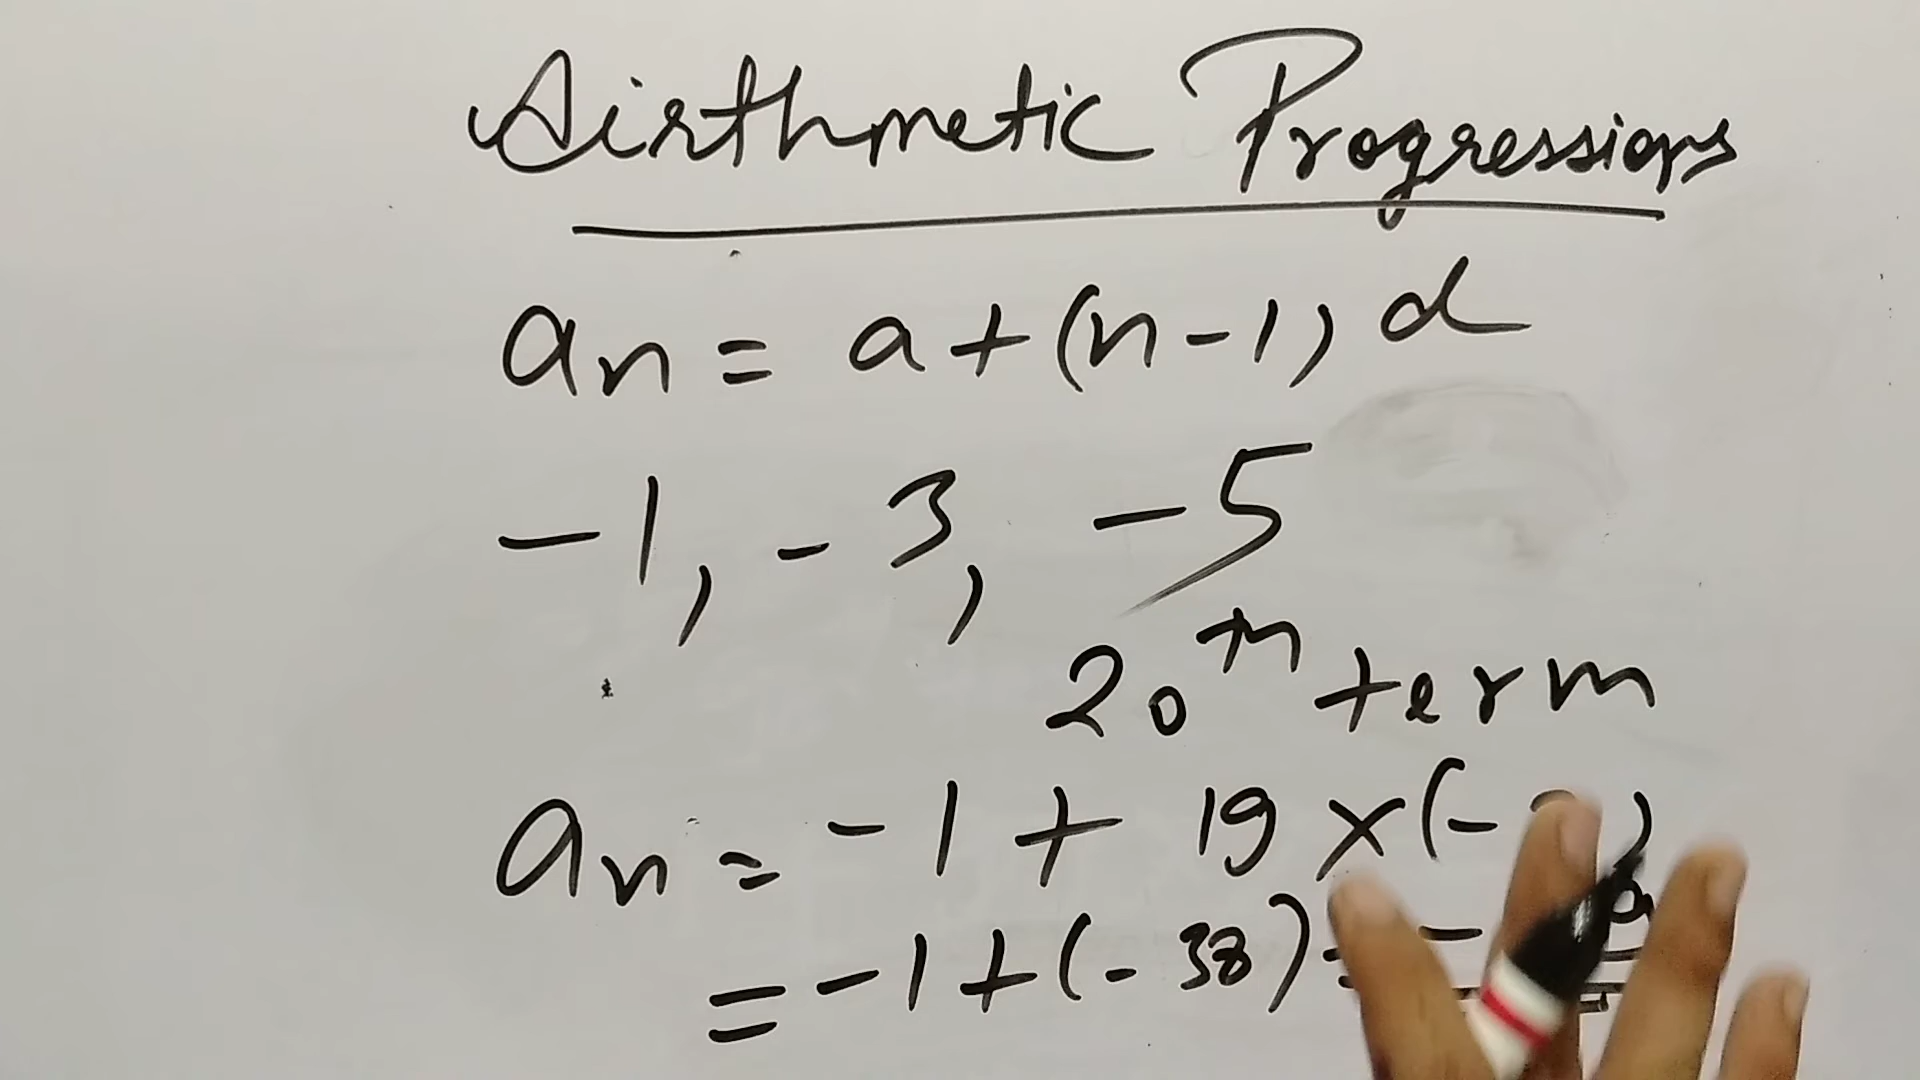 Airthmetic Progressions
an = a + (n-1) d
-1, -3, -5
20th term
an = -1 + 19 × (-
= -1 + (-38) = -